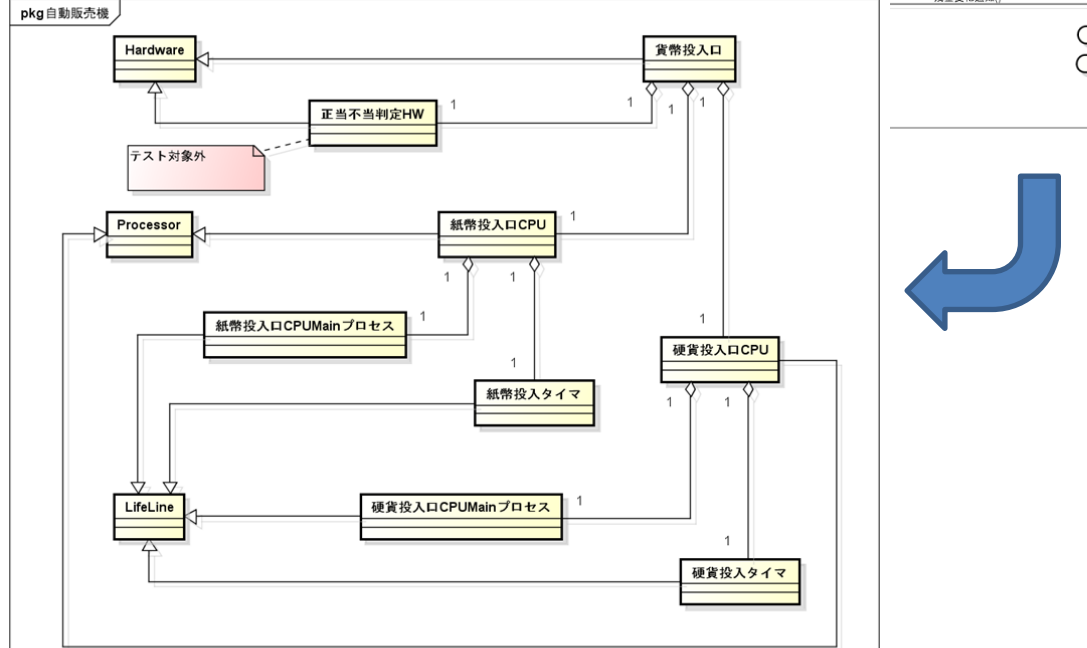 pkg 自動販売機
Hardware
貨幣投入口
正当不当判定HW
1
1
1
1
テスト対象外
Processor
紙幣投入口CPU
1
1
1
紙幣投入口CPUMainプロセス
1
1
硬貨投入口CPU
1
紙幣投入タイマ
1
1
LifeLine
硬貨投入口CPUMainプロセス
1
1
硬貨投入タイマ